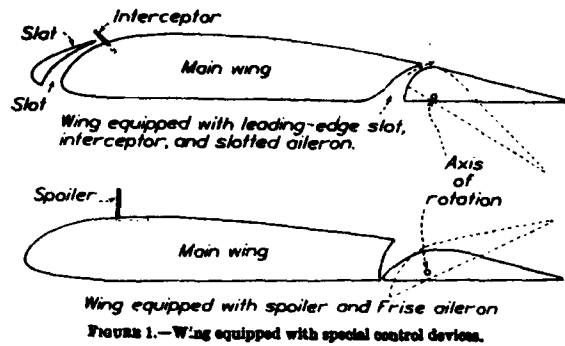 Interceptor
Slot
Slot
Main wing
Wing equipped with leading-edge slot,
interceptor, and slotted aileron.
Axis
of
rotation
Spoiler
Main wing
Wing equipped with spoiler and Frise aileron
FIGURE 1.—Wing equipped with special control devices.